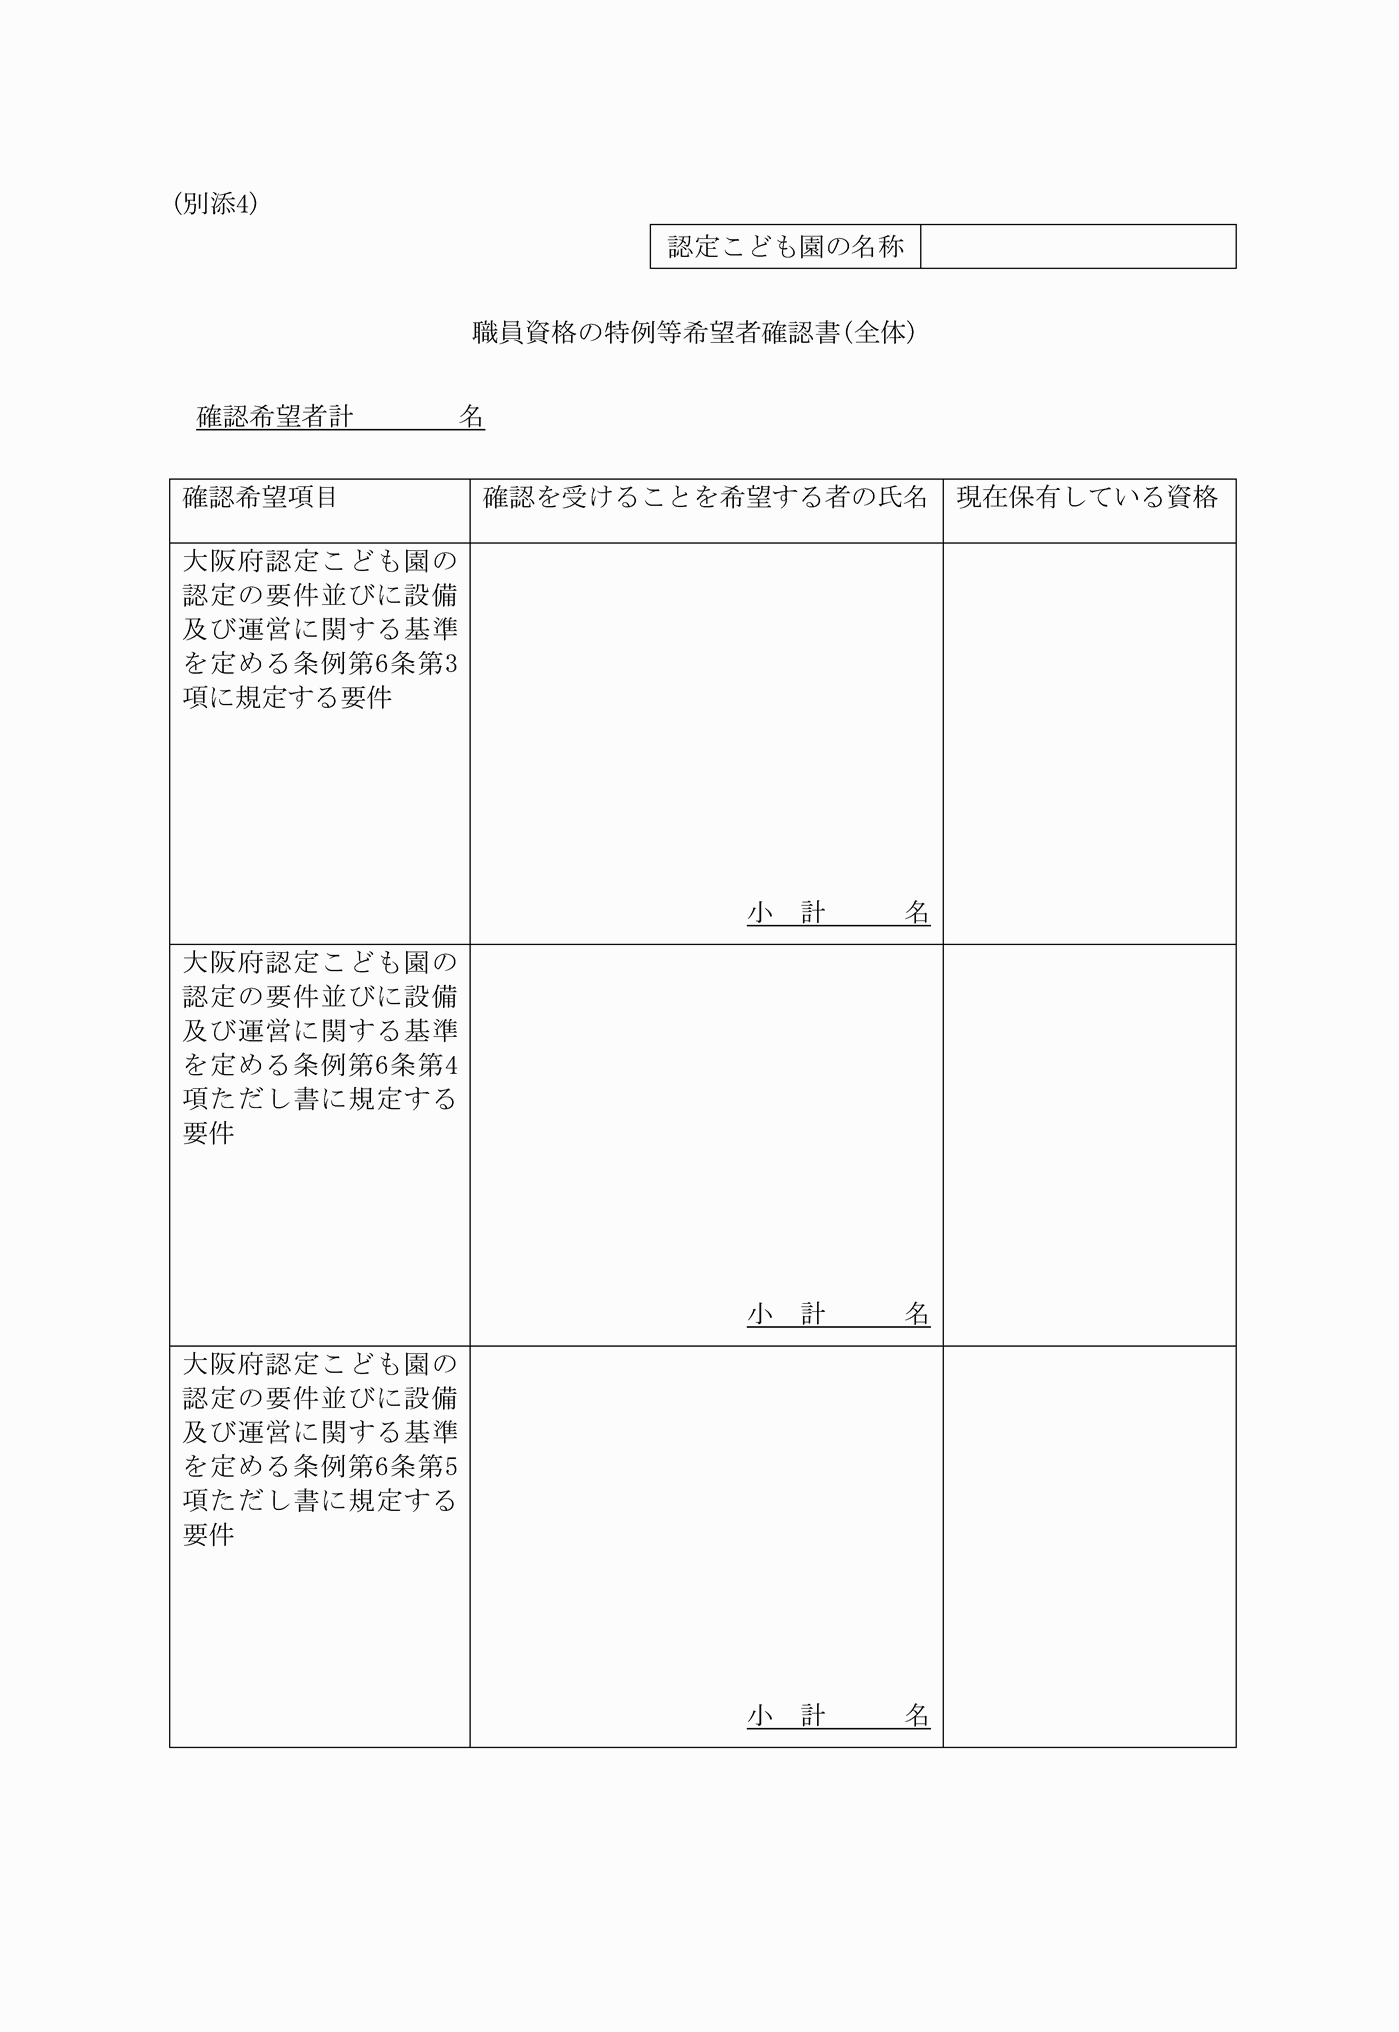 (別添4)
認定こども園の名称
職員資格の特例等希望者確認書(全体)
確認希望者計　　　　名
確認希望項目
確認を受けることを希望する者の氏名
現在保有している資格
大阪府認定こども園の
認定の要件並びに設備
及び運営に関する基準
を定める条例第6条第3
項に規定する要件
小　計　　　名
大阪府認定こども園の
認定の要件並びに設備
及び運営に関する基準
を定める条例第6条第4
項ただし書に規定する
要件
小　計　　　名
大阪府認定こども園の
認定の要件並びに設備
及び運営に関する基準
を定める条例第6条第5
項ただし書に規定する
要件
小　計　　　名